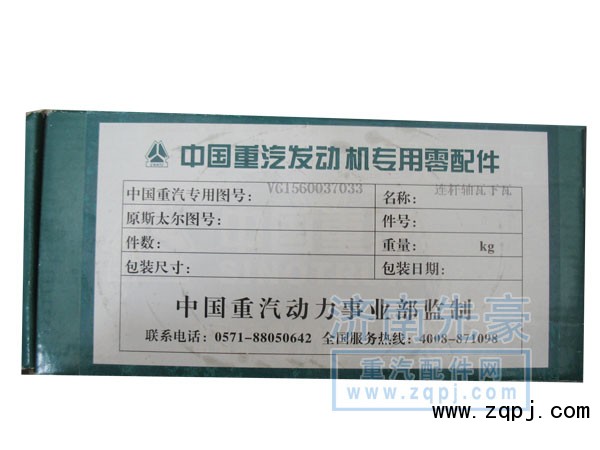 中国重汽发动机专用零配件
中国重汽专用图号: VG1560037033 名称: 连杆轴瓦下瓦
原斯太尔图号: 件号:
件数: 重量: kg
包装尺寸: 包装日期:
中国重汽动力事业部监制
联系电话: 0571-88050642 全国服务热线: 4008-871098
济南允豪
重汽配件网
www.zqpj.com